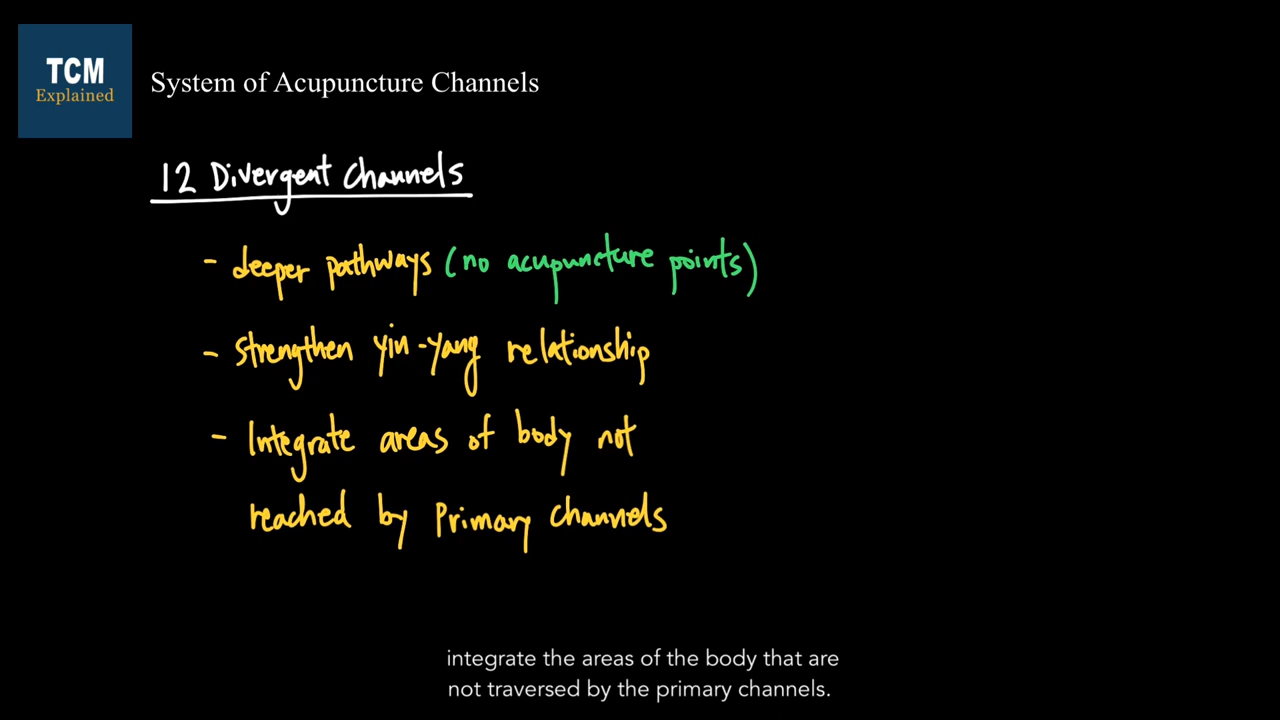 TCM
Explained
System of Acupuncture Channels
12 Divergent Channels
- deeper pathways (no acupuncture points)
- Strengthen yin-yang relationship
- Integrate areas of body not
reached by Primary channels
integrate the areas of the body that are
not traversed by the primary channels.